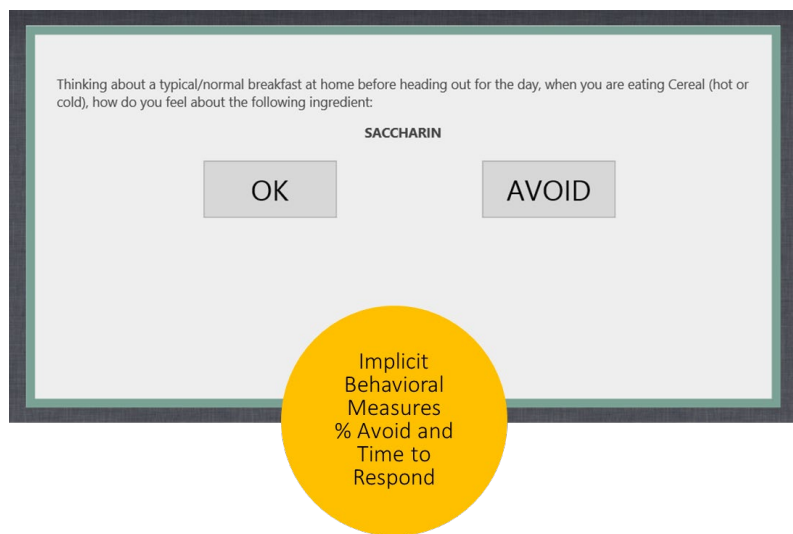 Thinking about a typical/normal breakfast at home before heading out for the day, when you are eating Cereal (hot or
cold), how do you feel about the following ingredient:
SACCHARIN
OK
AVOID
Implicit
Behavioral
Measures
% Avoid and
Time to
Respond